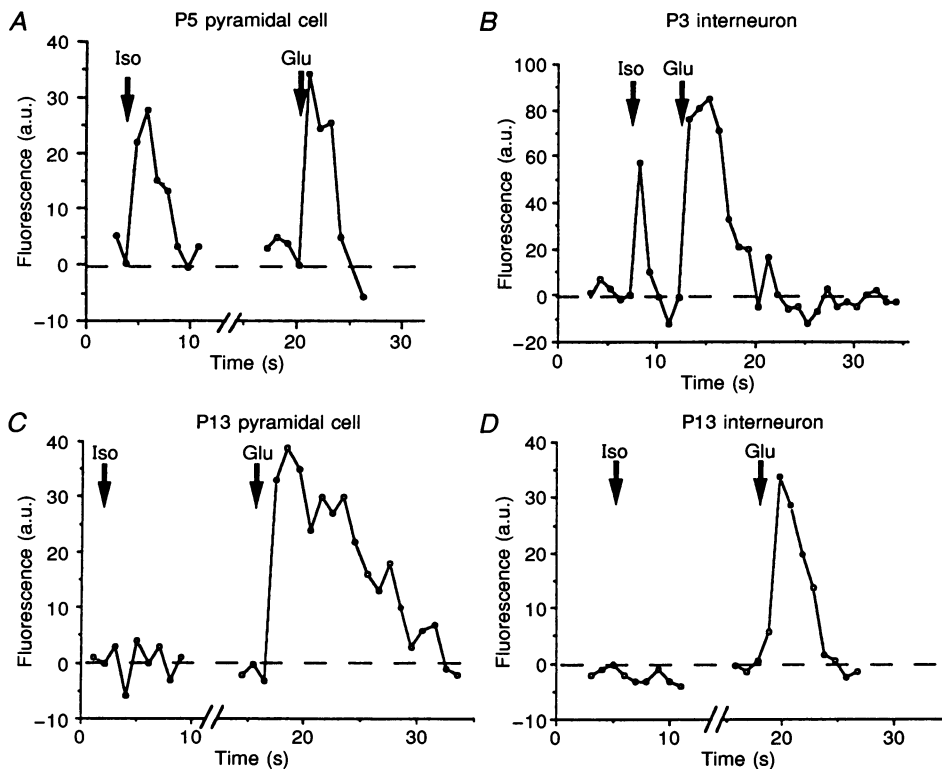 A
P5 pyramidal cell
Iso
Glu
Fluorescence (a.u.)
40
30
20
10
0
−10
0
10
20
30
Time (s)
B
P3 interneuron
Iso
Glu
Fluorescence (a.u.)
100
80
60
40
20
0
−20
0
10
20
30
Time (s)
C
P13 pyramidal cell
Iso
Glu
Fluorescence (a.u.)
40
30
20
10
0
−10
0
10
20
30
Time (s)
D
P13 interneuron
Iso
Glu
Fluorescence (a.u.)
40
30
20
10
0
−10
0
10
20
30
Time (s)